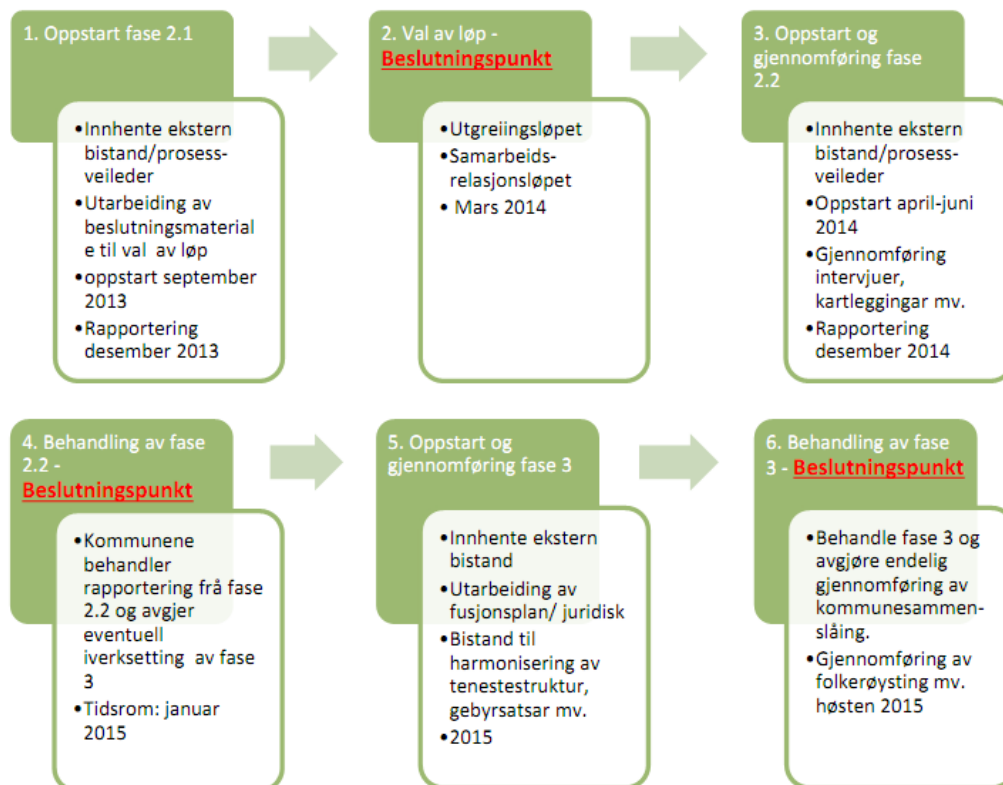 1. Oppstart fase 2.1
•Innhente ekstern
bistand/prosess-
veileder
•Utarbeiding av
beslutningsmaterial
e til val  av løp
•oppstart september
2013
•Rapportering
desember 2013
2. Val av løp -
Beslutningspunkt
•Utgreiingsløpet
•Samarbeids-
relasjonsløpet
• Mars 2014
3. Oppstart og
gjennomføring fase
2.2
•Innhente ekstern
bistand/prosess-
veileder
•Oppstart april-juni
2014
•Gjennomføring
intervjuer,
kartleggingar mv.
•Rapportering
desember 2014
4. Behandling av fase
2.2 -
Beslutningspunkt
•Kommunene
behandler
rapportering frå fase
2.2 og avgjer
eventuell
iverksetting  av fase
3
•Tidsrom: januar
2015
5. Oppstart og
gjennomføring fase 3
•Innhente ekstern
bistand
•Utarbeiding av
fusjonsplan/ juridisk
•Bistand til
harmonisering av
tenestestruktur,
gebyrsatsar mv.
•2015
6. Behandling av fase
3 - Beslutningspunkt
•Behandle fase 3 og
avgjøre endelig
gjennomføring av
kommunesammen-
slåing.
•Gjennomføring av
folkerøysting mv.
høsten 2015